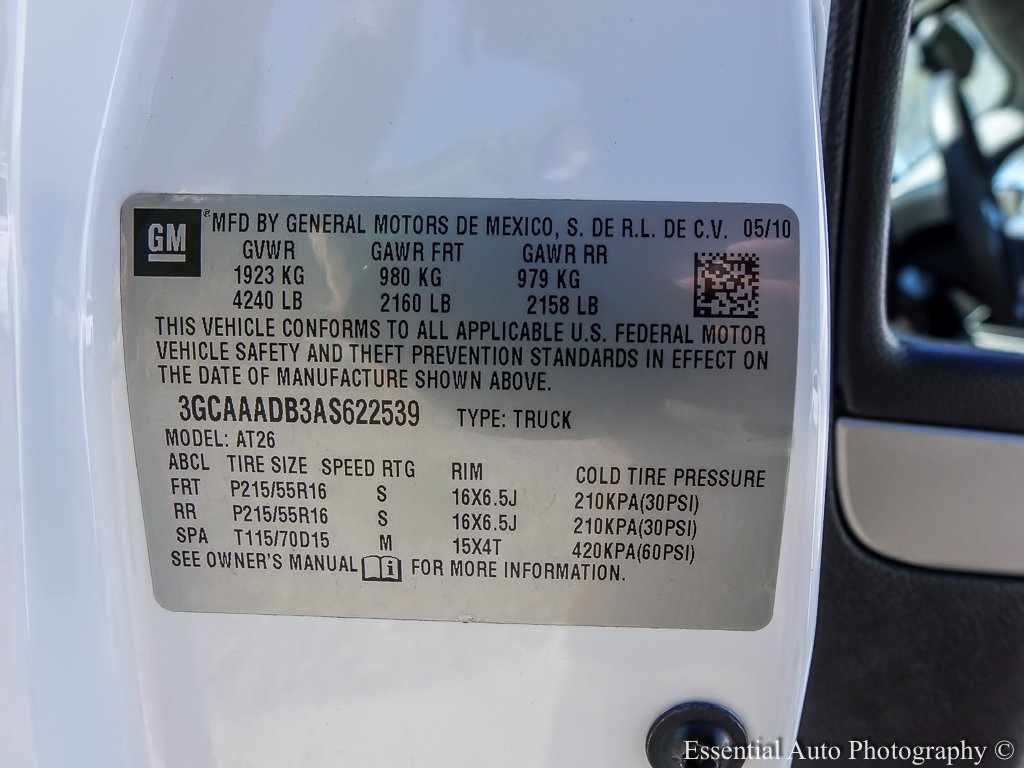 GM ® MFD BY GENERAL MOTORS DE MEXICO, S. DE R.L. DE C.V. 05/10
GVWR GAWR FRT GAWR RR
1923 KG 980 KG 979 KG
4240 LB 2160 LB 2158 LB
THIS VEHICLE CONFORMS TO ALL APPLICABLE U.S. FEDERAL MOTOR
VEHICLE SAFETY AND THEFT PREVENTION STANDARDS IN EFFECT ON
THE DATE OF MANUFACTURE SHOWN ABOVE.
3GCAAADB3AS622539 TYPE: TRUCK
MODEL: AT26
ABCL TIRE SIZE SPEED RTG RIM COLD TIRE PRESSURE
FRT P215/55R16 S 16X6.5J 210KPA(30PSI)
RR P215/55R16 S 16X6.5J 210KPA(30PSI)
SPA T115/70D15 M 15X4T 420KPA(60PSI)
SEE OWNER'S MANUAL i FOR MORE INFORMATION.
Essential Auto Photography ©